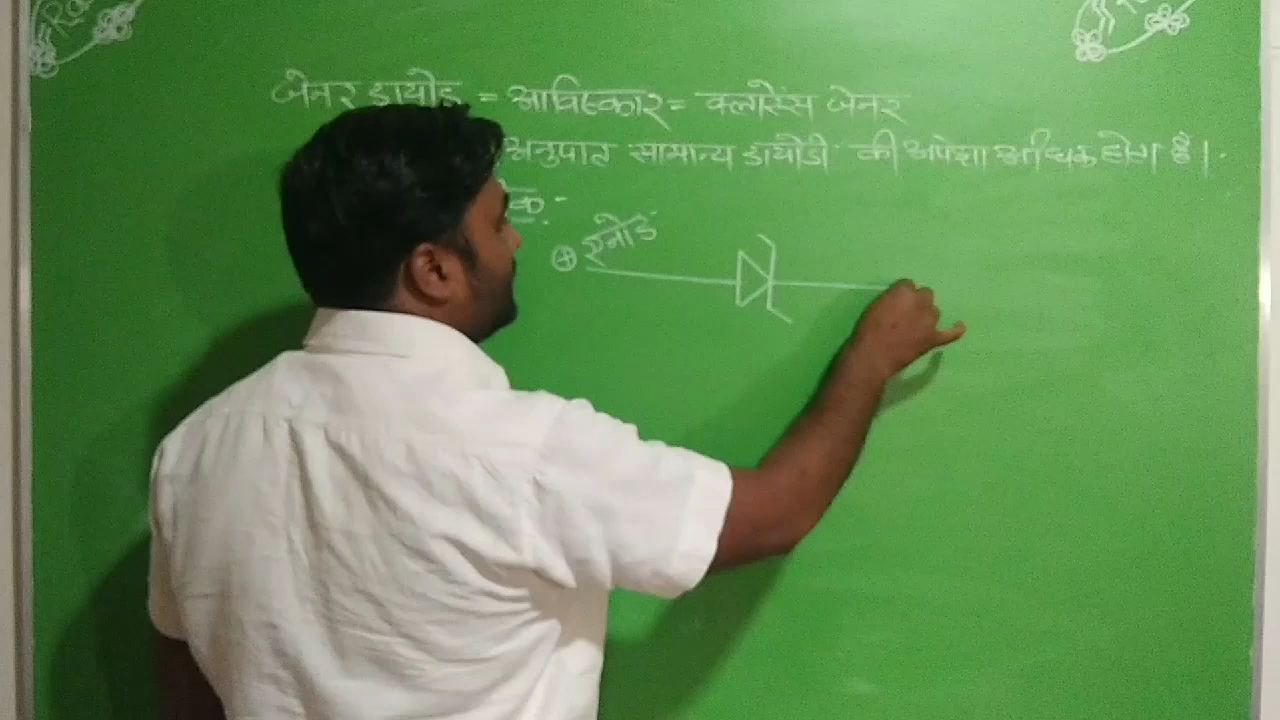 जेनर डायोड = आविष्कार = क्लारेंस जेनर
अनुपात सामान्य डायोडी की अपेक्षा अधिक होता है।
⊕ एनोड